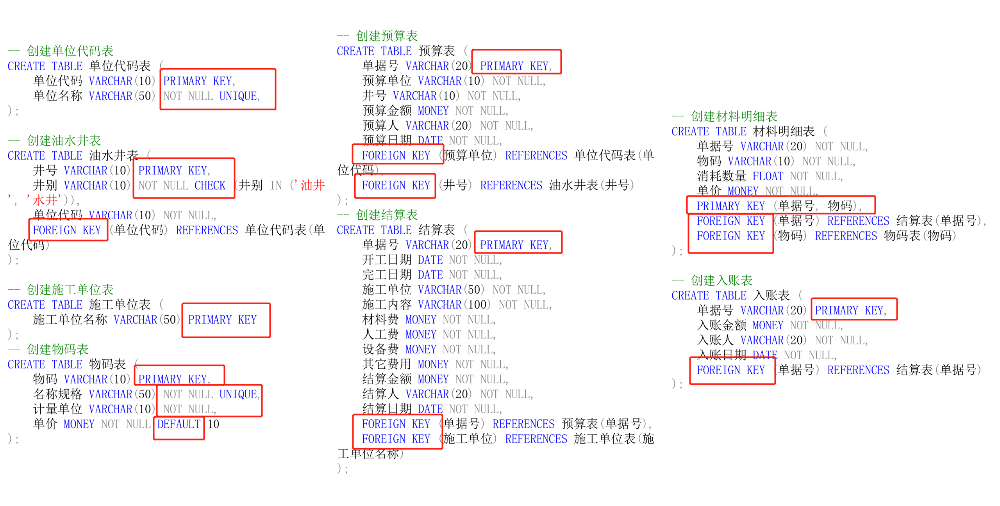 -- 创建单位代码表
CREATE TABLE 单位代码表 (
单位代码 VARCHAR(10) PRIMARY KEY,
单位名称 VARCHAR(50) NOT NULL UNIQUE,
);
-- 创建油水井表
CREATE TABLE 油水井表 (
井号 VARCHAR(10) PRIMARY KEY,
井别 VARCHAR(10) NOT NULL CHECK (井别 IN ('油井
', '水井')),
单位代码 VARCHAR(10) NOT NULL,
FOREIGN KEY (单位代码) REFERENCES 单位代码表(单
位代码)
);
-- 创建施工单位表
CREATE TABLE 施工单位表 (
施工单位名称 VARCHAR(50) PRIMARY KEY
);
-- 创建物码表
CREATE TABLE 物码表 (
物码 VARCHAR(10) PRIMARY KEY,
名称规格 VARCHAR(50) NOT NULL UNIQUE,
计量单位 VARCHAR(10) NOT NULL,
单价 MONEY NOT NULL DEFAULT 10
);
-- 创建预算表
CREATE TABLE 预算表 (
单据号 VARCHAR(20) PRIMARY KEY,
预算单位 VARCHAR(10) NOT NULL,
井号 VARCHAR(10) NOT NULL,
预算金额 MONEY NOT NULL,
预算人 VARCHAR(20) NOT NULL,
预算日期 DATE NOT NULL,
FOREIGN KEY (预算单位) REFERENCES 单位代码表(单
位代码),
FOREIGN KEY (井号) REFERENCES 油水井表(井号)
);
-- 创建结算表
CREATE TABLE 结算表 (
单据号 VARCHAR(20) PRIMARY KEY,
开工日期 DATE NOT NULL,
完工日期 DATE NOT NULL,
施工单位 VARCHAR(50) NOT NULL,
施工内容 VARCHAR(100) NOT NULL,
材料费 MONEY NOT NULL,
人工费 MONEY NOT NULL,
设备费 MONEY NOT NULL,
其它费用 MONEY NOT NULL,
结算金额 MONEY NOT NULL,
结算人 VARCHAR(20) NOT NULL,
结算日期 DATE NOT NULL,
FOREIGN KEY (单据号) REFERENCES 预算表(单据号),
FOREIGN KEY (施工单位) REFERENCES 施工单位表(施
工单位名称)
);
-- 创建材料明细表
CREATE TABLE 材料明细表 (
单据号 VARCHAR(20) NOT NULL,
物码 VARCHAR(10) NOT NULL,
消耗数量 FLOAT NOT NULL,
单价 MONEY NOT NULL,
PRIMARY KEY (单据号, 物码),
FOREIGN KEY (单据号) REFERENCES 结算表(单据号),
FOREIGN KEY (物码) REFERENCES 物码表(物码)
);
-- 创建入账表
CREATE TABLE 入账表 (
单据号 VARCHAR(20) PRIMARY KEY,
入账金额 MONEY NOT NULL,
入账人 VARCHAR(20) NOT NULL,
入账日期 DATE NOT NULL,
FOREIGN KEY (单据号) REFERENCES 结算表(单据号)
);